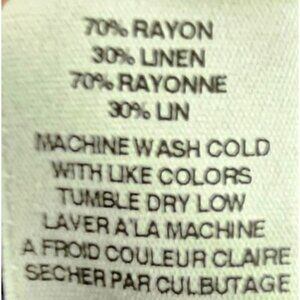 70% RAYON
30% LINEN
70% RAYONNE
30% LIN
MACHINE WASH COLD
WITH LIKE COLORS
TUMBLE DRY LOW
LAVER A'LA MACHINE
A FROID COULEUR CLAIRE
SECHER PAR CULBUTAGE